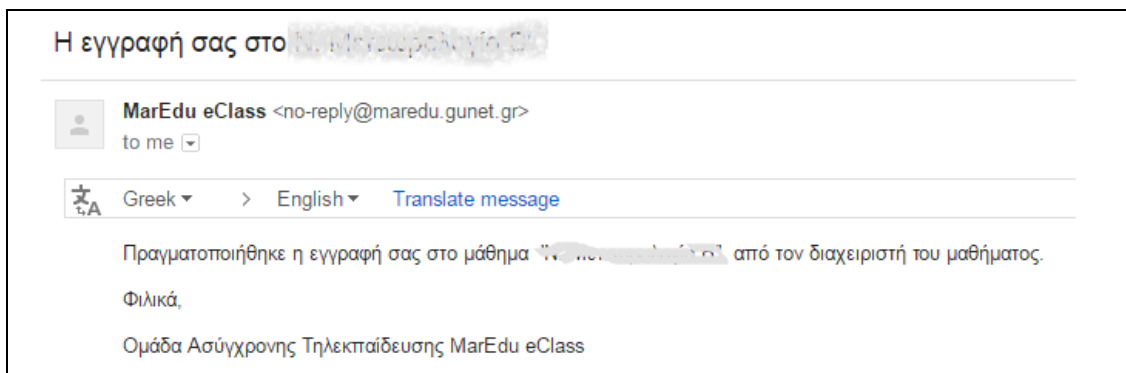 Η εγγραφή σας στο
MarEdu eClass <no-reply@maredu.gunet.gr>
to me
Greek > English Translate message
Πραγματοποιήθηκε η εγγραφή σας στο μάθημα από τον διαχειριστή του μαθήματος.
Φιλικά,
Ομάδα Ασύγχρονης Τηλεκπαίδευσης MarEdu eClass